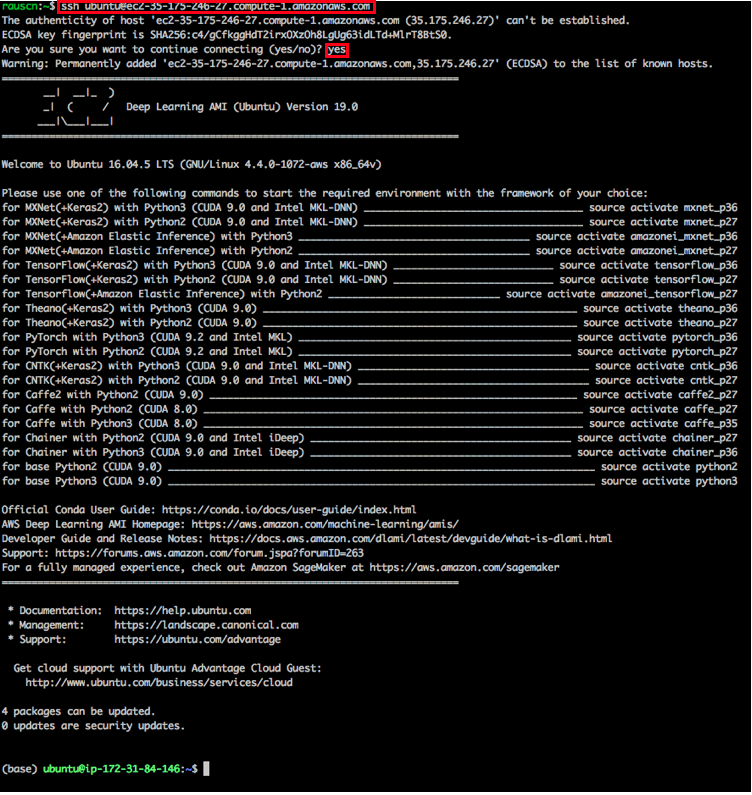 rauscn:~$ ssh ubuntu@ec2-35-175-246-27.compute-1.amazonaws.com
The authenticity of host 'ec2-35-175-246-27.compute-1.amazonaws.com (35.175.246.27)' can't be established.
ECDSA key fingerprint is SHA256:c4/gCfkggHdT2irxOXzOh8LgUg63idLTd+MlrT8BtS0.
Are you sure you want to continue connecting (yes/no)? yes
Warning: Permanently added 'ec2-35-175-246-27.compute-1.amazonaws.com,35.175.246.27' (ECDSA) to the list of known hosts.
=============================================================================
       __|  __|_  )
       _|  (     /   Deep Learning AMI (Ubuntu) Version 19.0
      ___|\___|___|
=============================================================================
Welcome to Ubuntu 16.04.5 LTS (GNU/Linux 4.4.0-1072-aws x86_64v)
Please use one of the following commands to start the required environment with the framework of your choice:
for MXNet(+Keras2) with Python3 (CUDA 9.0 and Intel MKL-DNN) _____________________________________ source activate mxnet_p36
for MXNet(+Keras2) with Python2 (CUDA 9.0 and Intel MKL-DNN) _____________________________________ source activate mxnet_p27
for MXNet(+Amazon Elastic Inference) with Python3 _______________________________________ source activate amazonei_mxnet_p36
for MXNet(+Amazon Elastic Inference) with Python2 _______________________________________ source activate amazonei_mxnet_p27
for TensorFlow(+Keras2) with Python3 (CUDA 9.0 and Intel MKL-DNN) ___________________________ source activate tensorflow_p36
for TensorFlow(+Keras2) with Python2 (CUDA 9.0 and Intel MKL-DNN) ___________________________ source activate tensorflow_p27
for Tensorflow(+Amazon Elastic Inference) with Python2 _____________________________ source activate amazonei_tensorflow_p27
for Theano(+Keras2) with Python3 (CUDA 9.0) _____________________________________________________ source activate theano_p36
for Theano(+Keras2) with Python2 (CUDA 9.0) _____________________________________________________ source activate theano_p27
for PyTorch with Python3 (CUDA 9.2 and Intel MKL) ______________________________________________ source activate pytorch_p36
for PyTorch with Python2 (CUDA 9.2 and Intel MKL) ______________________________________________ source activate pytorch_p27
for CNTK(+Keras2) with Python3 (CUDA 9.0 and Intel MKL-DNN) _______________________________________ source activate cntk_p36
for CNTK(+Keras2) with Python2 (CUDA 9.0 and Intel MKL-DNN) _______________________________________ source activate cntk_p27
for Caffe2 with Python2 (CUDA 9.0) ______________________________________________________________ source activate caffe2_p27
for Caffe with Python2 (CUDA 8.0) ________________________________________________________________ source activate caffe_p27
for Caffe with Python3 (CUDA 8.0) ________________________________________________________________ source activate caffe_p35
for Chainer with Python2 (CUDA 9.0 and Intel iDeep) ____________________________________________ source activate chainer_p27
for Chainer with Python3 (CUDA 9.0 and Intel iDeep) ____________________________________________ source activate chainer_p36
for base Python2 (CUDA 9.0) ________________________________________________________________________ source activate python2
for base Python3 (CUDA 9.0) ________________________________________________________________________ source activate python3
Official Conda User Guide: https://conda.io/docs/user-guide/index.html
AWS Deep Learning AMI Homepage: https://aws.amazon.com/machine-learning/amis/
Developer Guide and Release Notes: https://docs.aws.amazon.com/dlami/latest/devguide/what-is-dlami.html
Support: https://forums.aws.amazon.com/forum.jspa?forumID=263
For a fully managed experience, check out Amazon SageMaker at https://aws.amazon.com/sagemaker
=============================================================================
 * Documentation:  https://help.ubuntu.com
 * Management:     https://landscape.canonical.com
 * Support:        https://ubuntu.com/advantage
  Get cloud support with Ubuntu Advantage Cloud Guest:
    http://www.ubuntu.com/business/services/cloud
4 packages can be updated.
0 updates are security updates.
(base) ubuntu@ip-172-31-84-146:~$